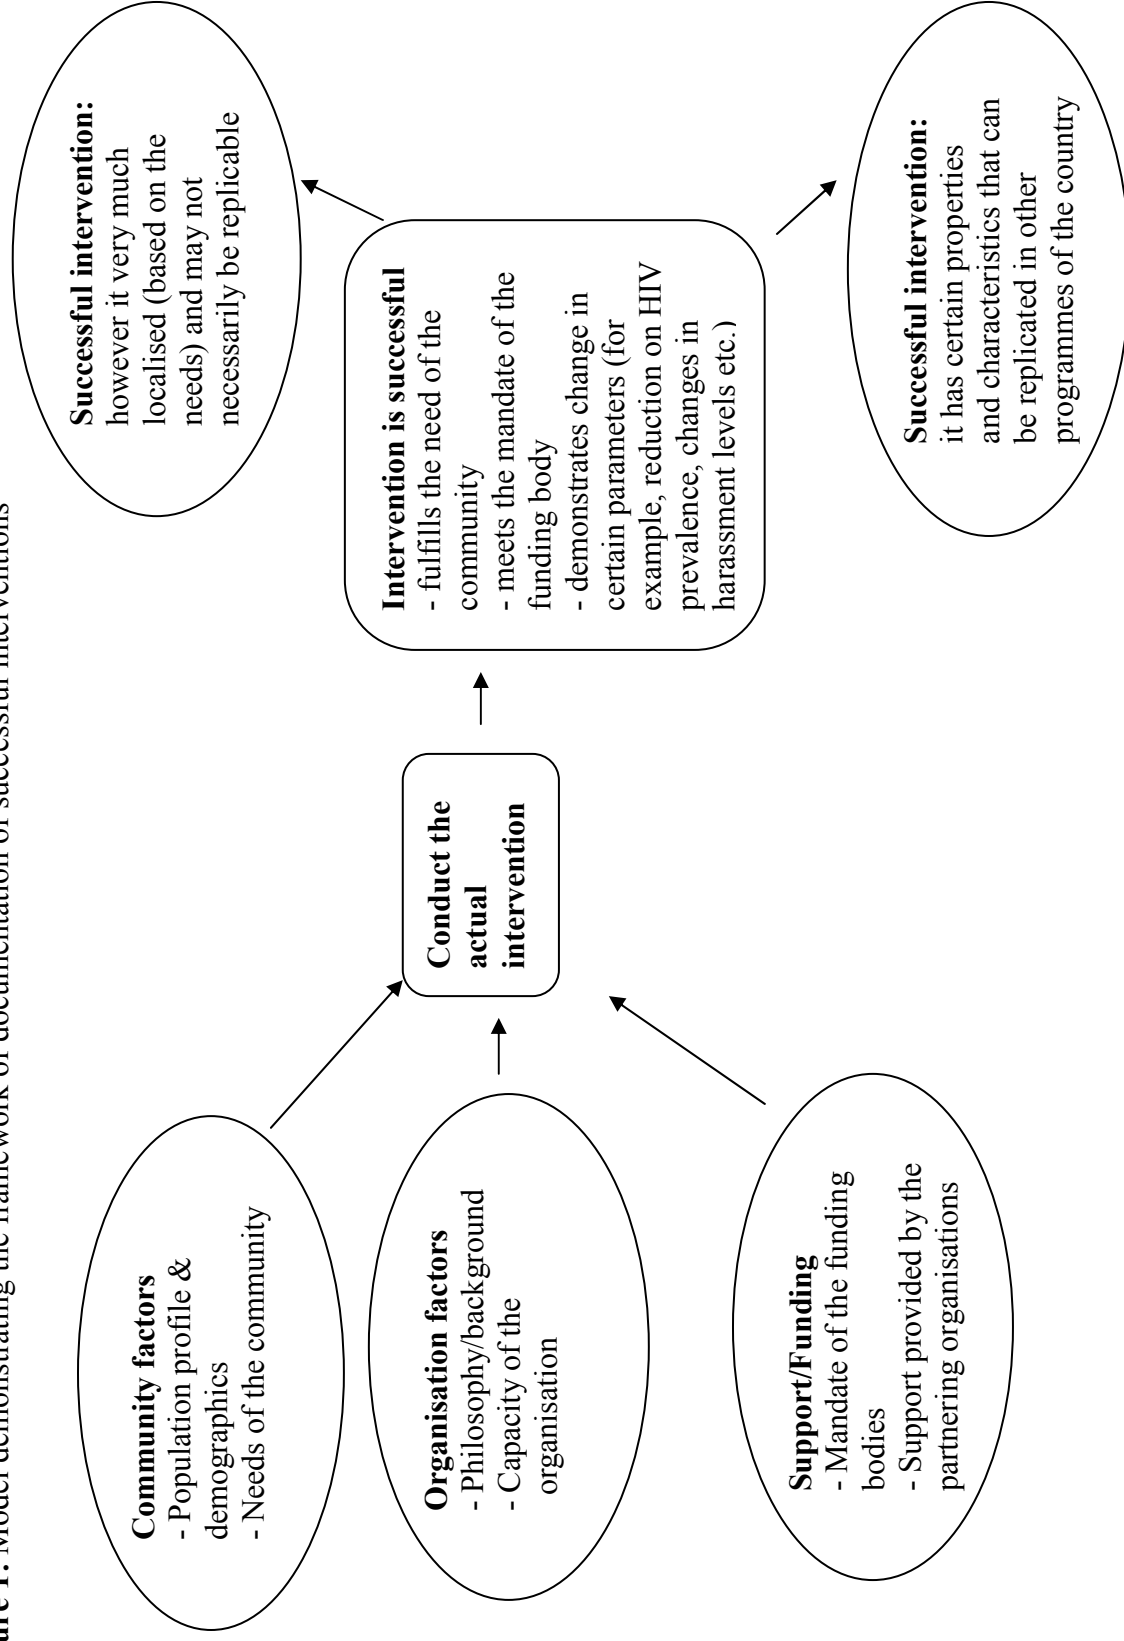 ure 1: Model demonstrating the framework of documentation of successful interventions
Community factors
- Population profile &
demographics
- Needs of the community
Organisation factors
- Philosophy/background
- Capacity of the
organisation
Support/Funding
- Mandate of the funding
bodies
- Support provided by the
partnering organisations
Conduct the
actual
intervention
Intervention is successful
- fulfills the need of the
community
- meets the mandate of the
funding body
- demonstrates change in
certain parameters (for
example, reduction on HIV
prevalence, changes in
harassment levels etc.)
Successful intervention:
however it very much
localised (based on the
needs) and may not
necessarily be replicable
Successful intervention:
it has certain properties
and characteristics that can
be replicated in other
programmes of the country